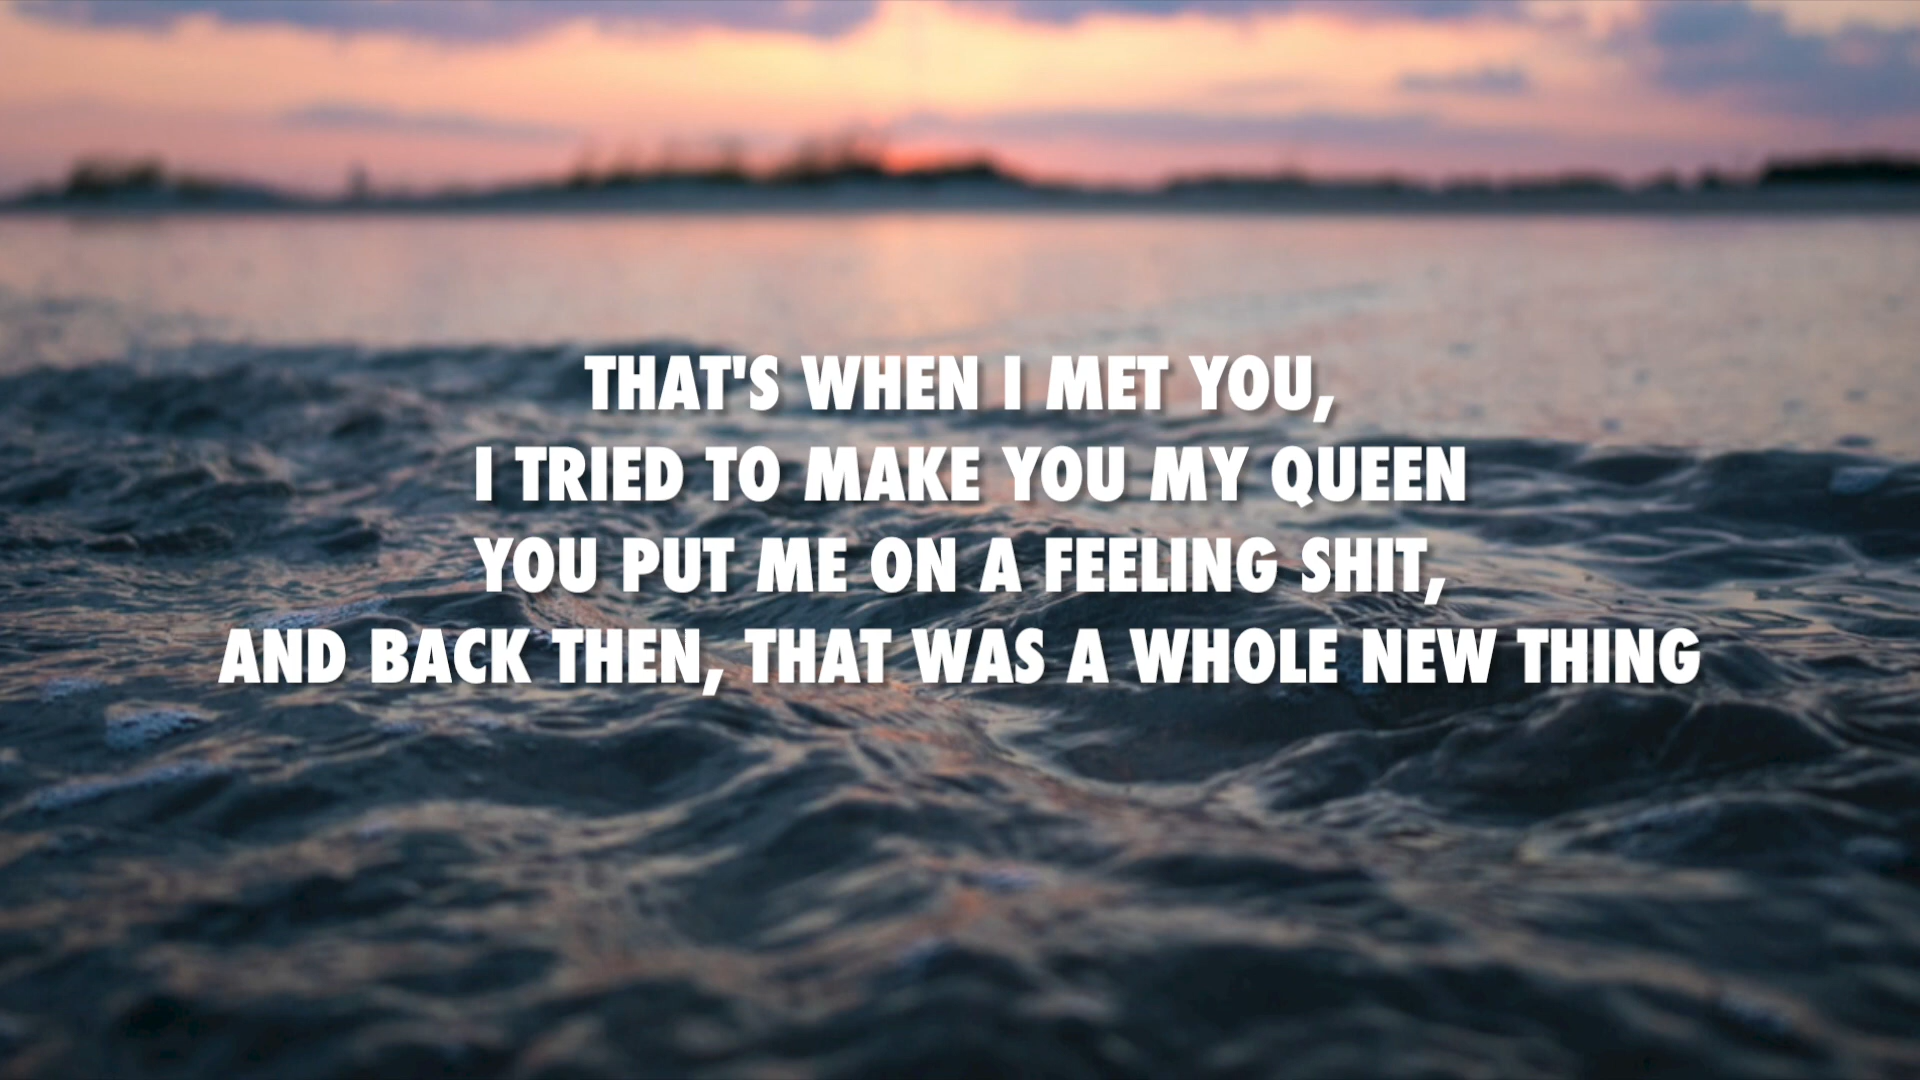 THAT'S WHEN I MET YOU,
I TRIED TO MAKE YOU MY QUEEN
YOU PUT ME ON A FEELING SHIT,
AND BACK THEN, THAT WAS A WHOLE NEW THING